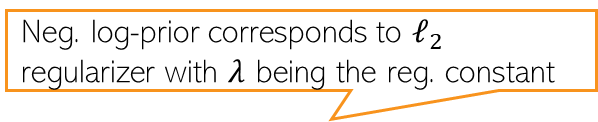 Neg. log-prior corresponds to ℓ₂
regularizer with λ being the reg. constant